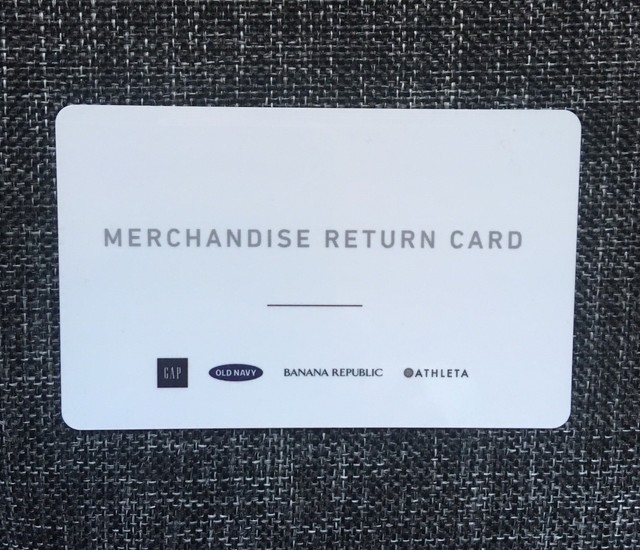 MERCHANDISE RETURN CARD
GAP OLD NAVY BANANA REPUBLIC ATHLETA